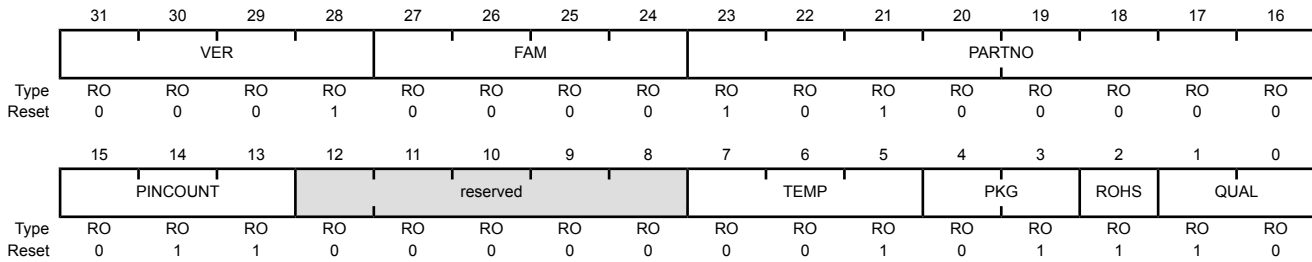 31 30 29 28 27 26 25 24 23 22 21 20 19 18 17 16
VER FAM PARTNO
Type RO RO RO RO RO RO RO RO RO RO RO RO RO RO RO RO
Reset 0 0 0 1 0 0 0 0 1 0 1 0 0 0 0 0
15 14 13 12 11 10 9 8 7 6 5 4 3 2 1 0
PINCOUNT reserved TEMP PKG ROHS QUAL
Type RO RO RO RO RO RO RO RO RO RO RO RO RO RO RO RO
Reset 0 1 1 0 0 0 0 0 0 0 1 0 1 1 1 0